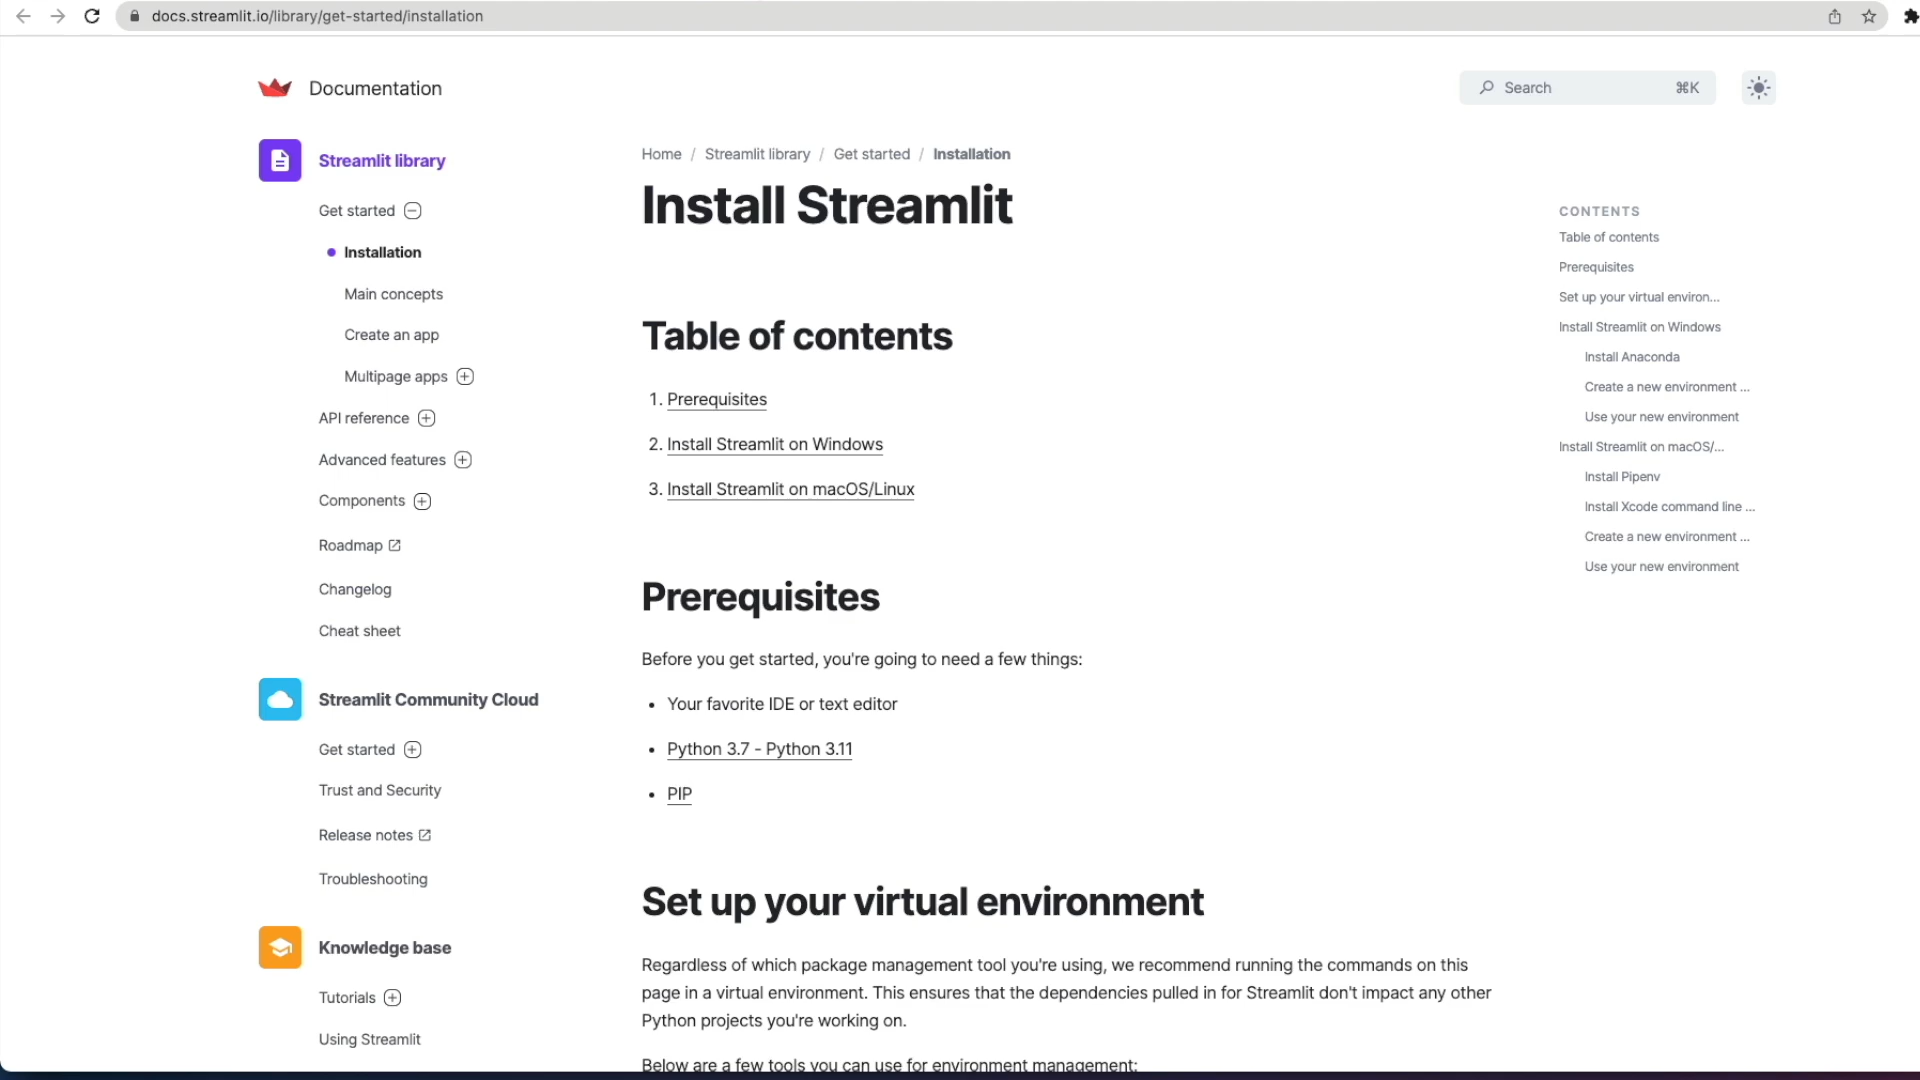 docs.streamlit.io/library/get-started/installation
Documentation
Search
⌘K
Streamlit library
Get started
Installation
Main concepts
Create an app
Multipage apps
API reference
Advanced features
Components
Roadmap
Changelog
Cheat sheet
Streamlit Community Cloud
Get started
Trust and Security
Release notes
Troubleshooting
Knowledge base
Tutorials
Using Streamlit
Home / Streamlit library / Get started / Installation
Install Streamlit
Table of contents
1. Prerequisites
2. Install Streamlit on Windows
3. Install Streamlit on macOS/Linux
Prerequisites
Before you get started, you're going to need a few things:
• Your favorite IDE or text editor
• Python 3.7 - Python 3.11
• PIP
Set up your virtual environment
Regardless of which package management tool you're using, we recommend running the commands on this
page in a virtual environment. This ensures that the dependencies pulled in for Streamlit don't impact any other
Python projects you're working on.
Below are a few tools you can use for environment management:
CONTENTS
Table of contents
Prerequisites
Set up your virtual environ...
Install Streamlit on Windows
Install Anaconda
Create a new environment ...
Use your new environment
Install Streamlit on macOS/...
Install Pipenv
Install Xcode command line ...
Create a new environment ...
Use your new environment